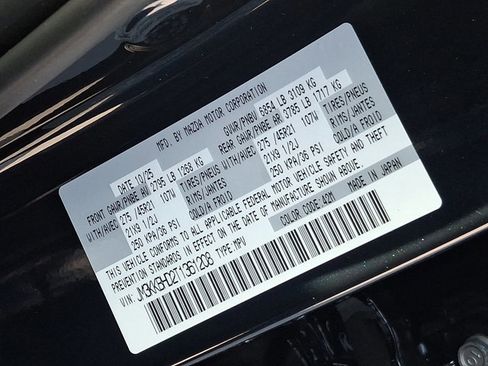 MFD. BY MAZDA MOTOR CORPORATION
DATE 10/25 GVWR/PNBV 6854 LB 3109 KG
FRONT GAWR/PNBE AV 2795 LB 1268 KG REAR GAWR/PNBE AR 3785 LB 1717 KG
WITH/AVEC 275 /45R21 107W TIRES/PNEUS WITH/AVEC 275 /45R21 107W TIRES/PNEUS
21X9 1/2J RIMS/JANTES 21X9 1/2J RIMS/JANTES
250 KPA/36 PSI COLD/A FROID 250 KPA/36 PSI COLD/A FROID
THIS VEHICLE CONFORMS TO ALL APPLICABLE FEDERAL MOTOR VEHICLE SAFETY AND THEFT
PREVENTION STANDARDS IN EFFECT ON THE DATE OF MANUFACTURE SHOWN ABOVE.
COLOR CODE 42M MADE IN JAPAN
VIN: JM3KKBHD2T1361208 TYPE: MPV